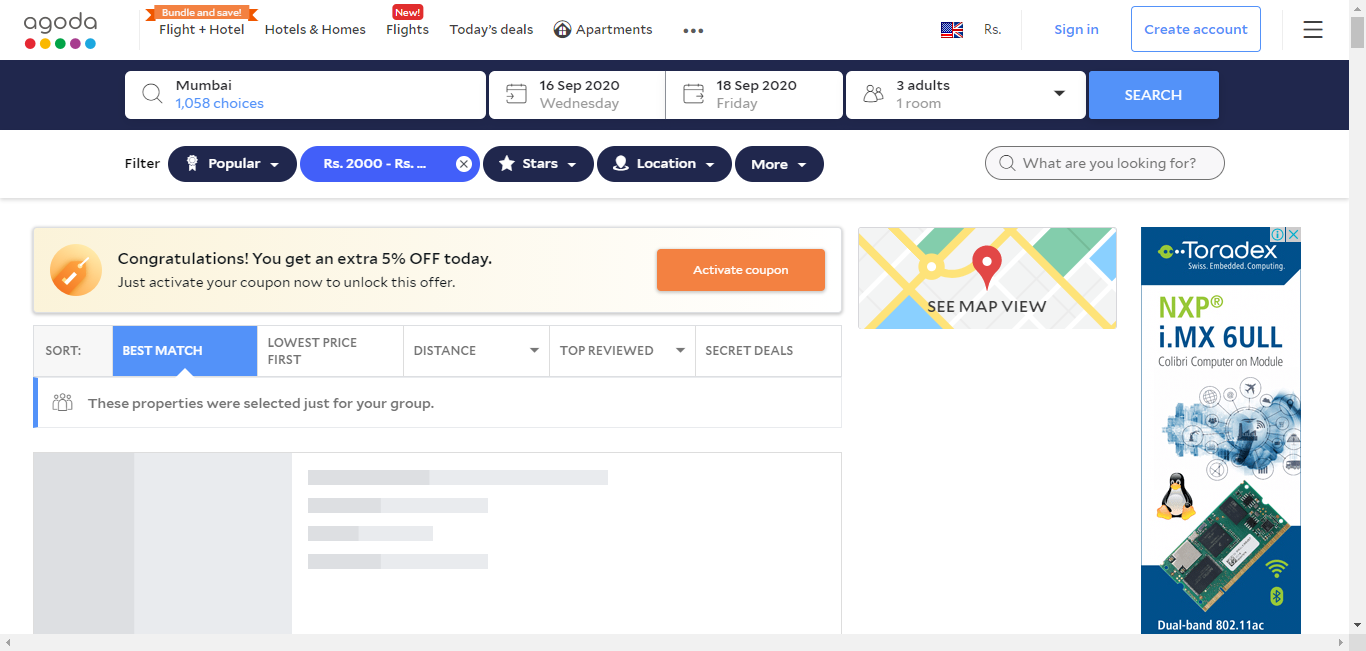 agoda
Bundle and save!
Flight + Hotel
Hotels & Homes
New!
Flights
Today's deals
Apartments
Rs.
Sign in
Create account
Mumbai
1,058 choices
16 Sep 2020
Wednesday
18 Sep 2020
Friday
3 adults
1 room
SEARCH
Filter
Popular
Rs. 2000 - Rs. ...
Stars
Location
More
What are you looking for?
Congratulations! You get an extra 5% OFF today.
Just activate your coupon now to unlock this offer.
Activate coupon
SEE MAP VIEW
SORT:
BEST MATCH
LOWEST PRICE
FIRST
DISTANCE
TOP REVIEWED
SECRET DEALS
These properties were selected just for your group.
Toradex
Swiss. Embedded. Computing.
NXP®
i.MX 6ULL
Colibri Computer on Module
Dual-band 802.11ac